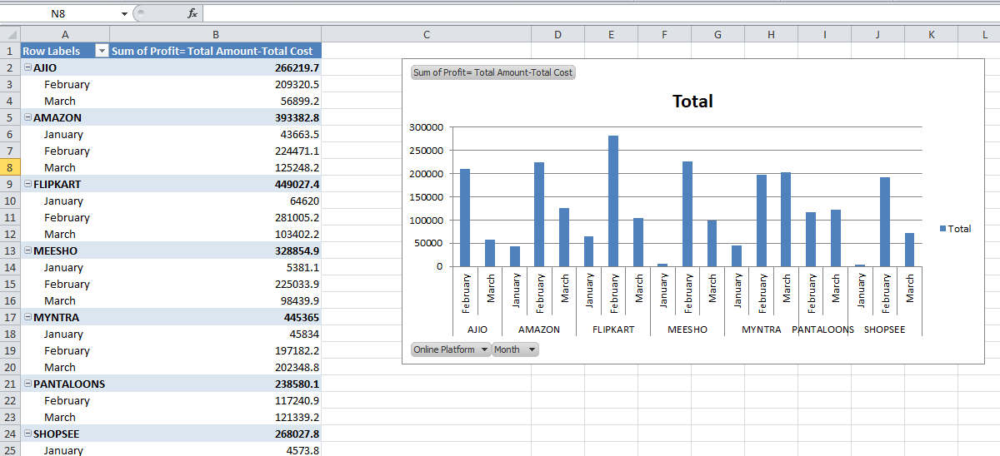 N8 fx
A B C D E F G H I J K L
1 Row Labels Sum of Profit= Total Amount-Total Cost
2 AJIO 266219.7
3 February 209320.5
4 March 56899.2
5 AMAZON 393382.8
6 January 43663.5
7 February 224471.1
8 March 125248.2
9 FLIPKART 449027.4
10 January 64620
11 February 281005.2
12 March 103402.2
13 MEESHO 328854.9
14 January 5381.1
15 February 225033.9
16 March 98439.9
17 MYNTRA 445365
18 January 45834
19 February 197182.2
20 March 202348.8
21 PANTALOONS 238580.1
22 February 117240.9
23 March 121339.2
24 SHOPSEE 268027.8
25 January 4573.8
Sum of Profit= Total Amount-Total Cost
Total
300000
250000
200000
150000
100000
50000
0
Total
February March January February March January February March January February March January February March February March January February March
AJIO AMAZON FLIPKART MEESHO MYNTRA PANTALOONS SHOPSEE
Online Platform Month